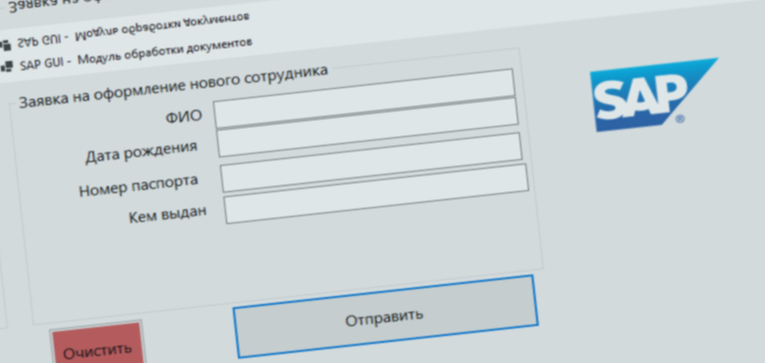 Заявка на оф
SAP GUI - Модуль обработки документов
SAP GUI - Модуль обработки документов
Заявка на оформление нового сотрудника
ФИО
Дата рождения
Номер паспорта
Кем выдан
SAP
®
Очистить
Отправить